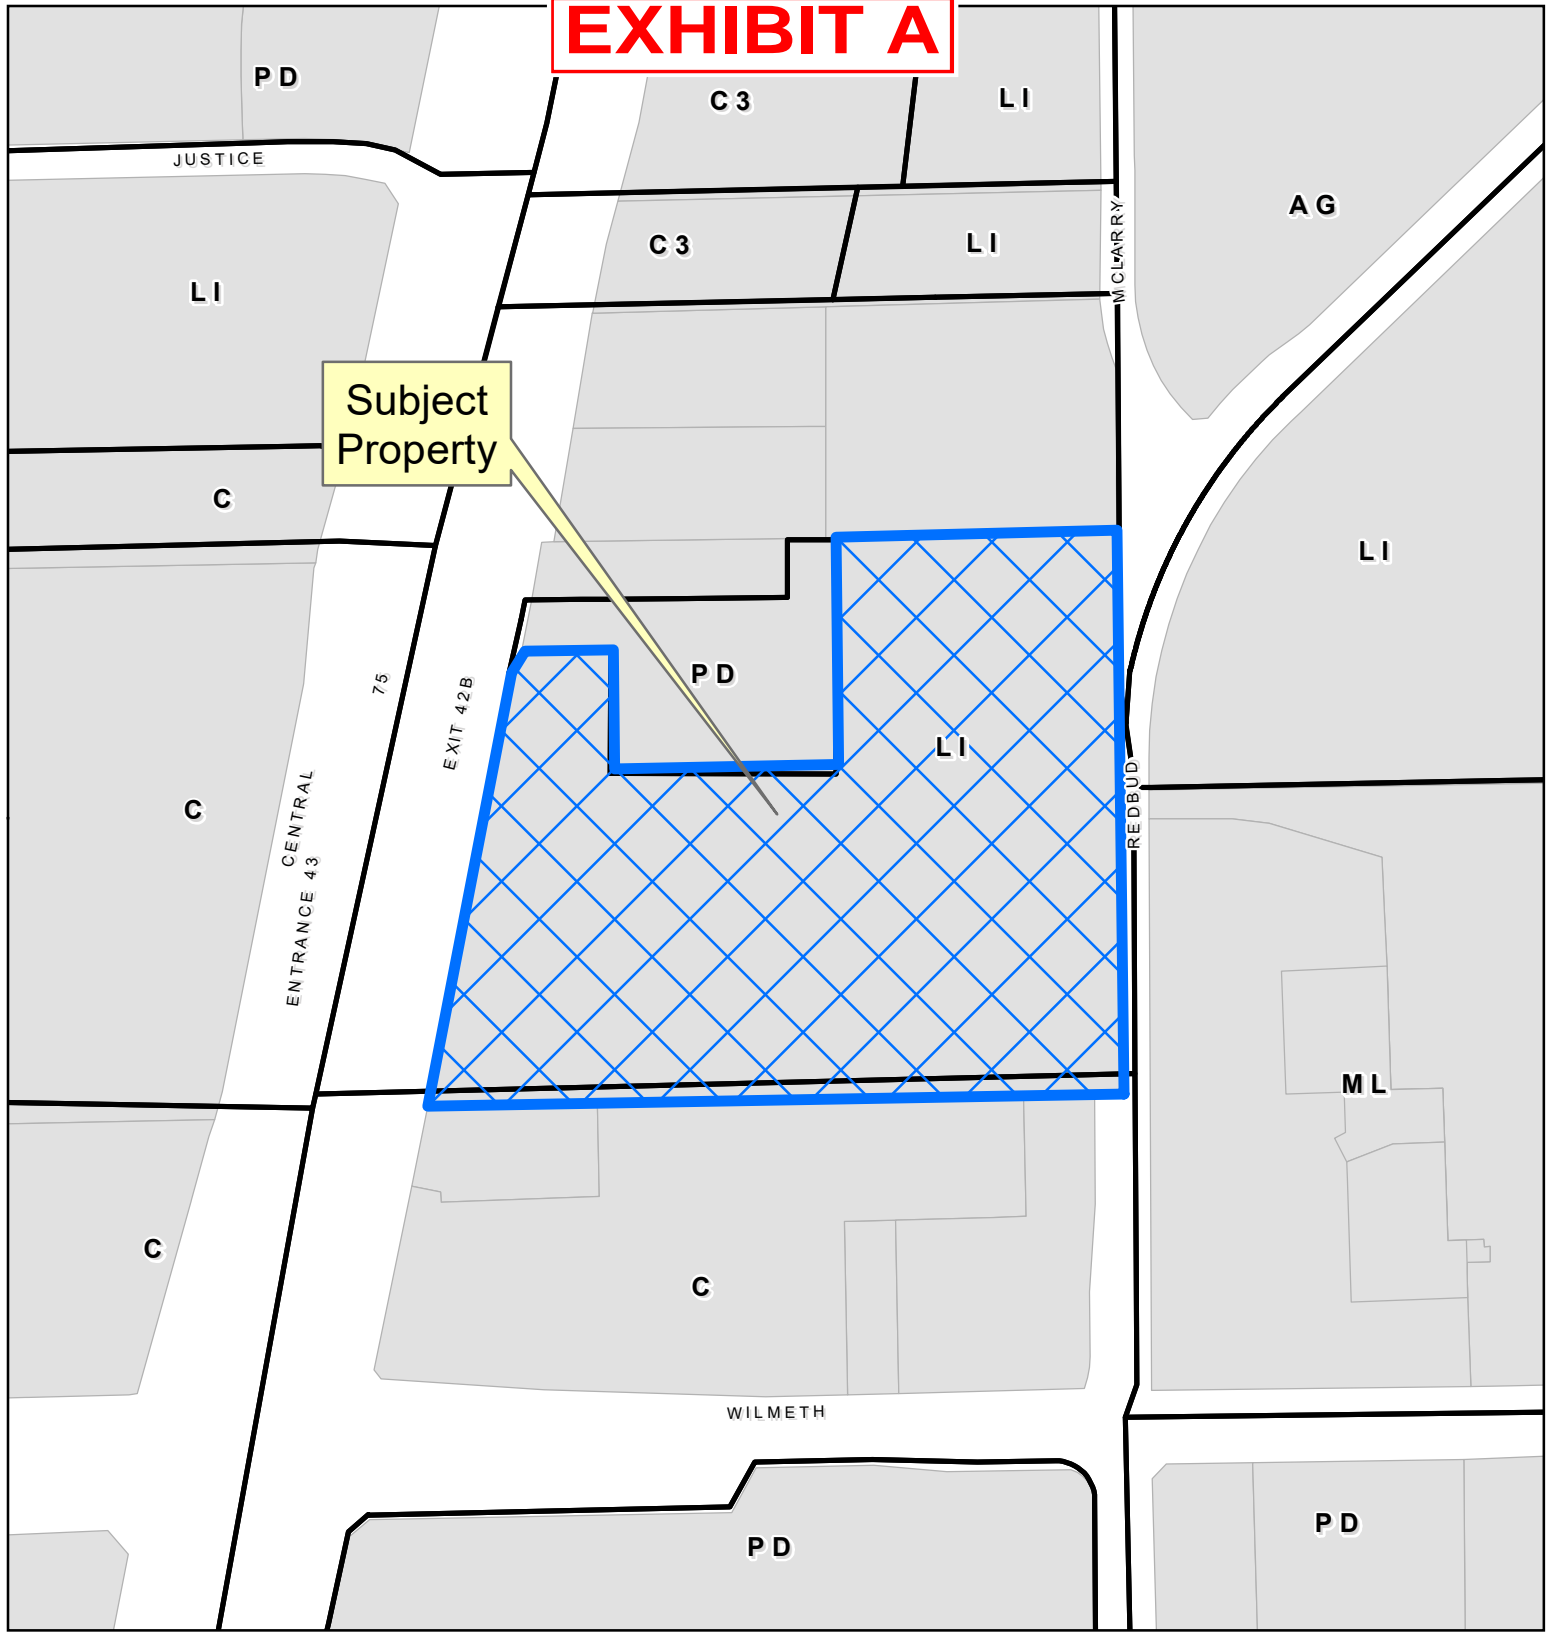 EXHIBIT A
PD
C3
LI
JUSTICE
AG
MCLARRY
C3
LI
LI
Subject
Property
C
LI
PD
75
EXIT 42B
LI
CENTRAL
C
REDBUD
ENTRANCE 43
ML
C
C
WILMETH
PD
PD